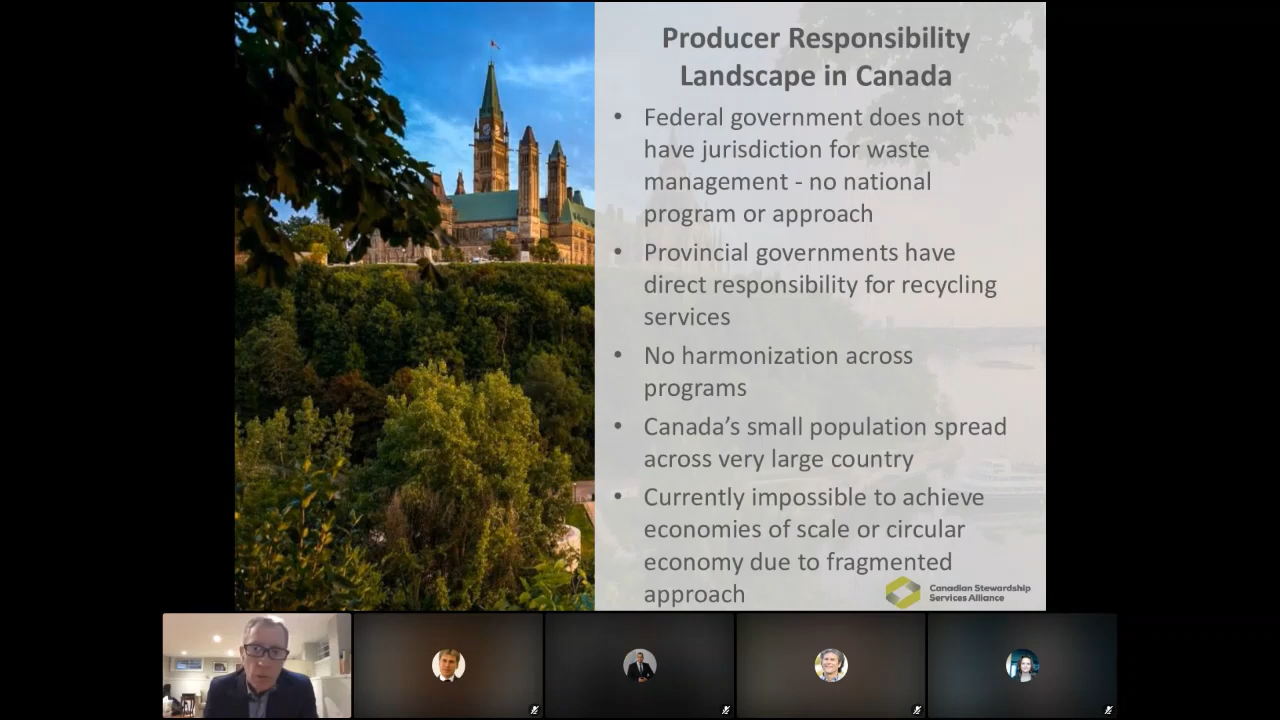 Producer Responsibility
Landscape in Canada
• Federal government does not
have jurisdiction for waste
management - no national
program or approach
• Provincial governments have
direct responsibility for recycling
services
• No harmonization across
programs
• Canada’s small population spread
across very large country
• Currently impossible to achieve
economies of scale or circular
economy due to fragmented
approach
Canadian Stewardship
Services Alliance